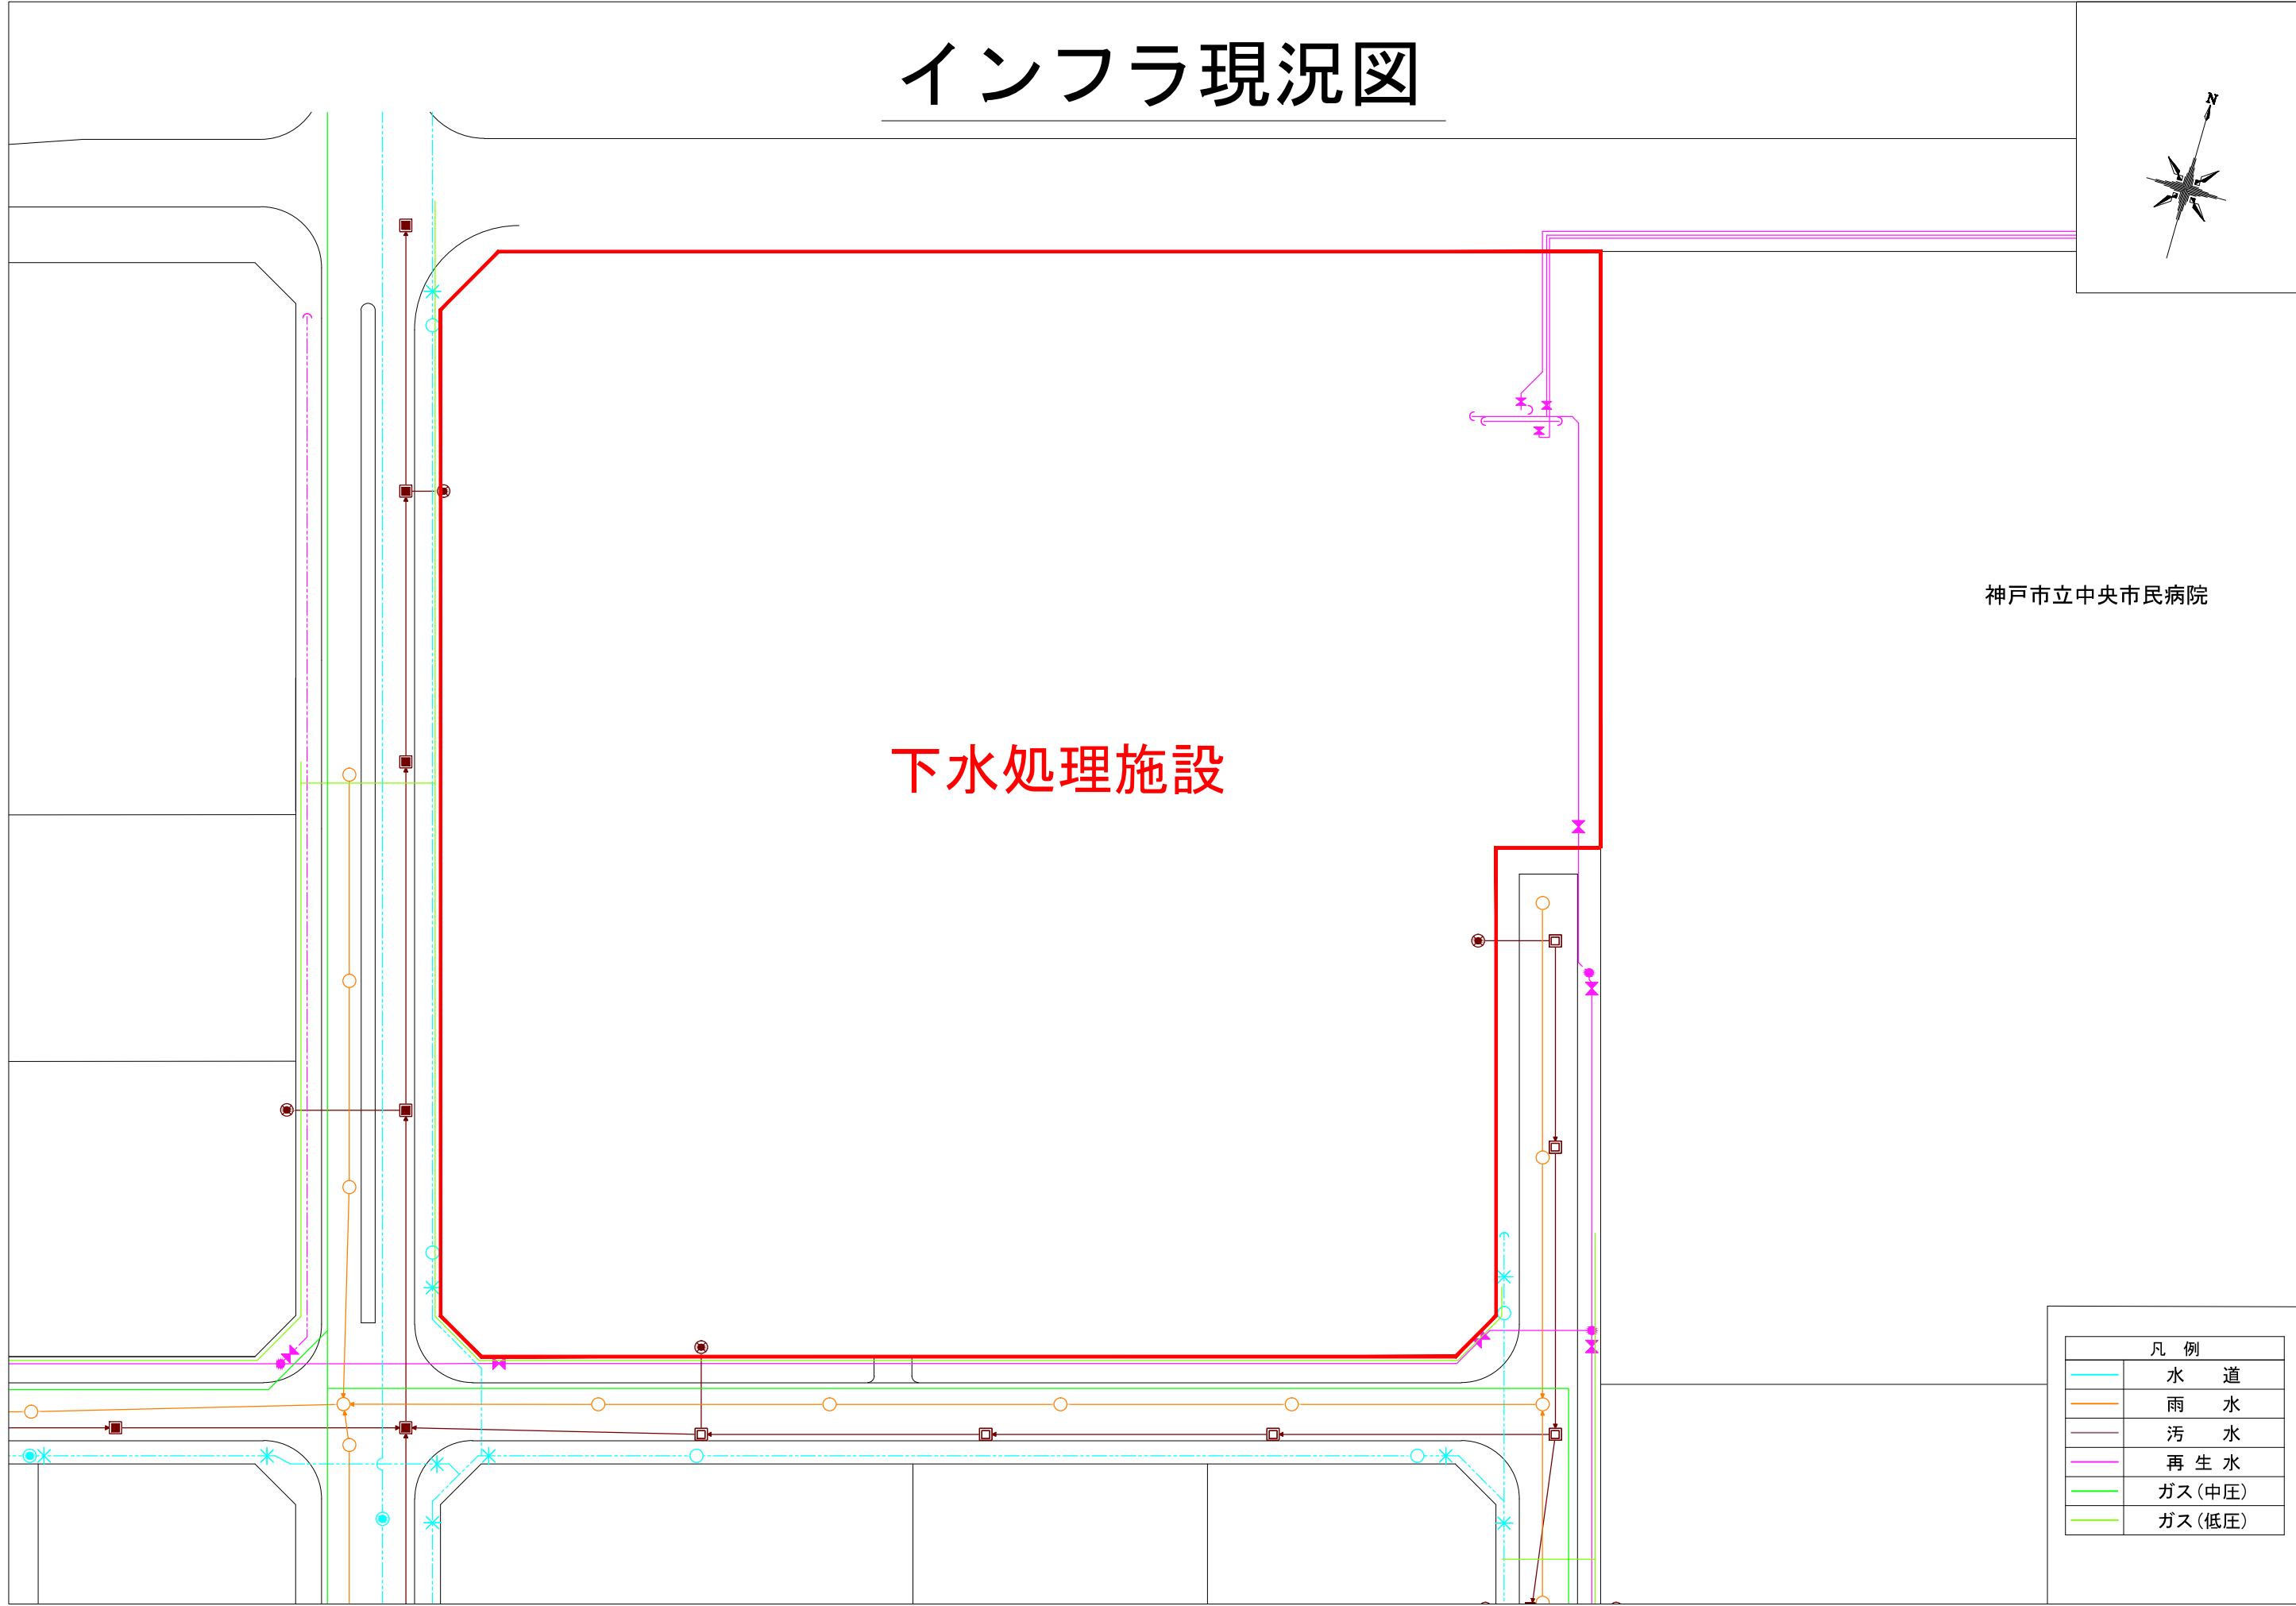 インフラ現況図
N
神戸市立中央市民病院
下水処理施設
凡 例
水 道
雨 水
汚 水
再 生 水
ガス(中圧)
ガス(低圧)